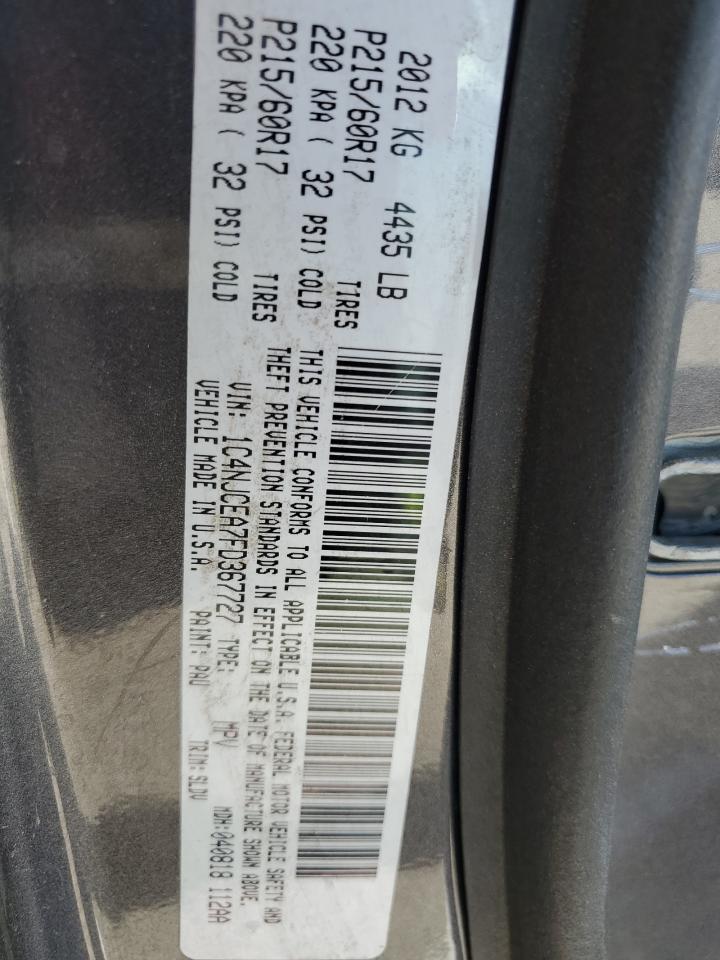 2012 KG 4435 LB
P215/60R17 TIRES
220 KPA ( 32 PSI) COLD
P215/60R17 TIRES
220 KPA ( 32 PSI) COLD
THIS VEHICLE CONFORMS TO ALL APPLICABLE U.S.A. FEDERAL MOTOR VEHICLE SAFETY AND
THEFT PREVENTION STANDARDS IN EFFECT ON THE DATE OF MANUFACTURE SHOWN ABOVE.
VIN: 1C4NJCEA7FD367727 TYPE: MPV MDH:040818 112AA
VEHICLE MADE IN U.S.A. PAINT: PAU TRIM:SLDV